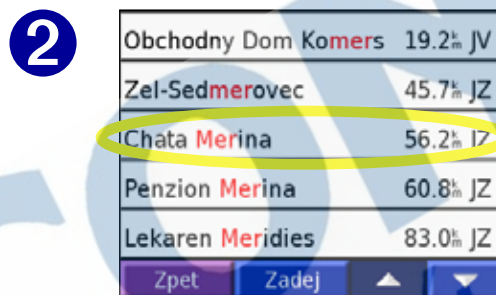 2
Obchodny Dom Komers 19.2km JV
Zel-Sedmerovec 45.7km JZ
Chata Merina 56.2km JZ
Penzion Merina 60.8km JZ
Lekaren Meridies 83.0km JZ
Zpet Zadej